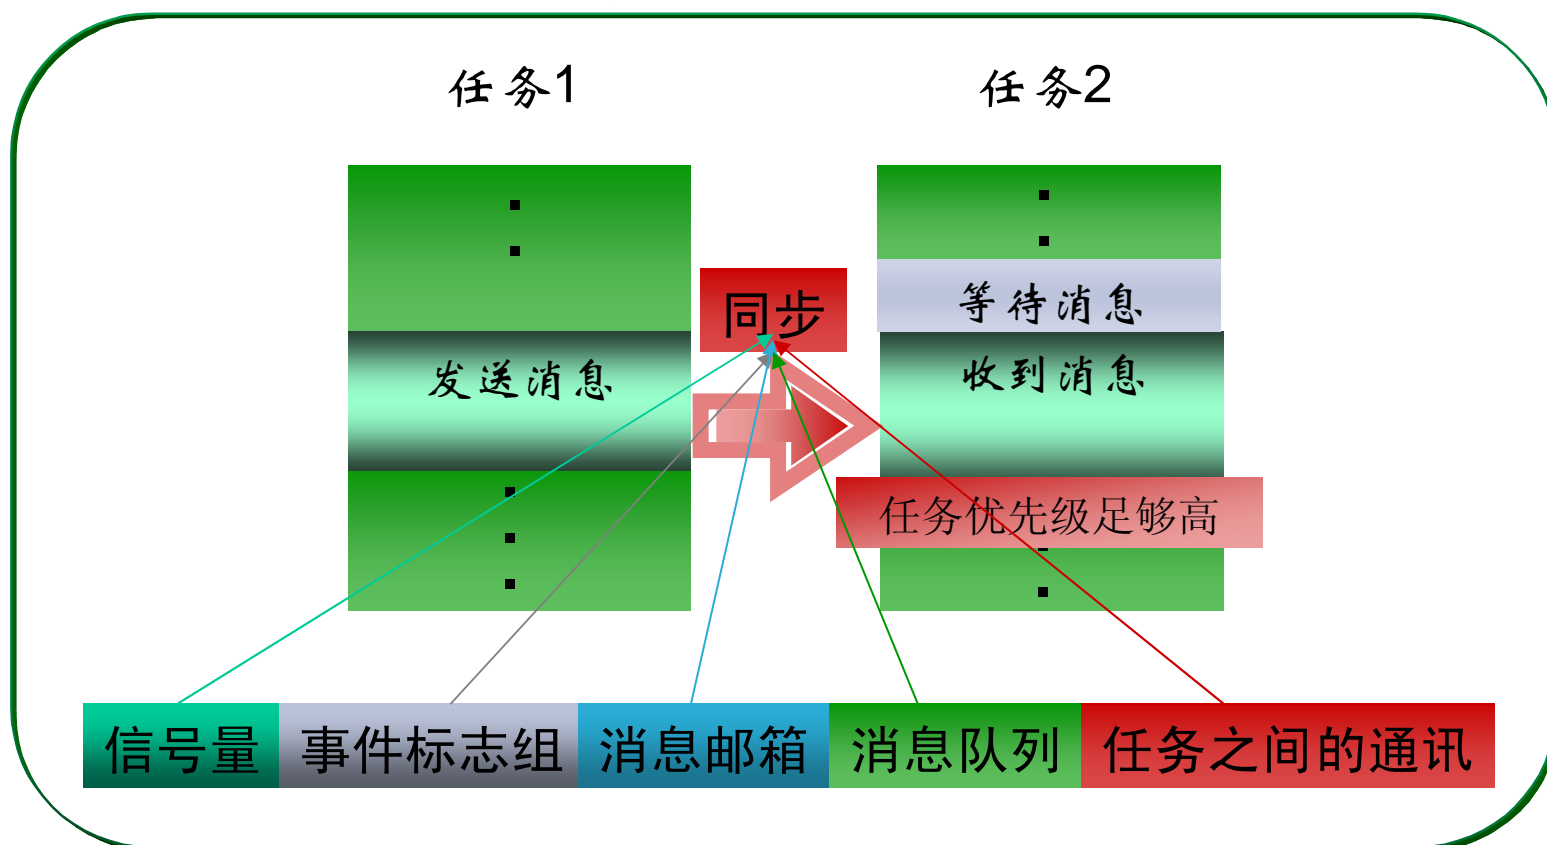 任务1
任务2
同步
等待消息
发送消息
收到消息
任务优先级足够高
信号量
事件标志组
消息邮箱
消息队列
任务之间的通讯